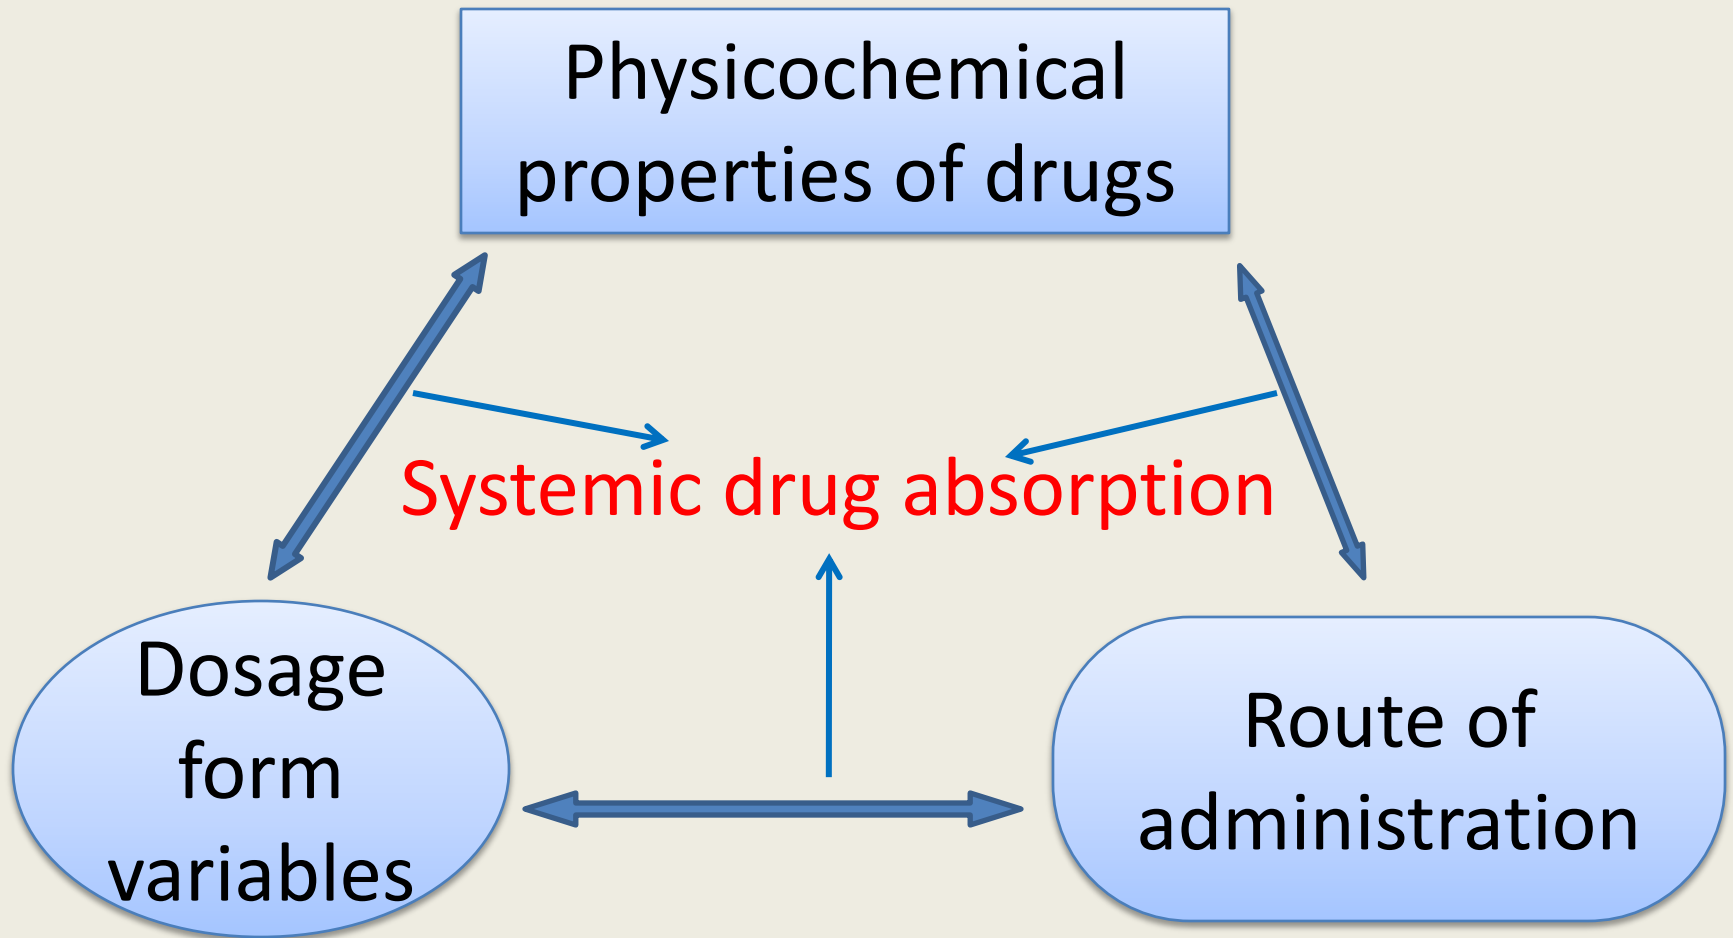 Physicochemical
properties of drugs
Systemic drug absorption
Dosage
form
variables
Route of
administration